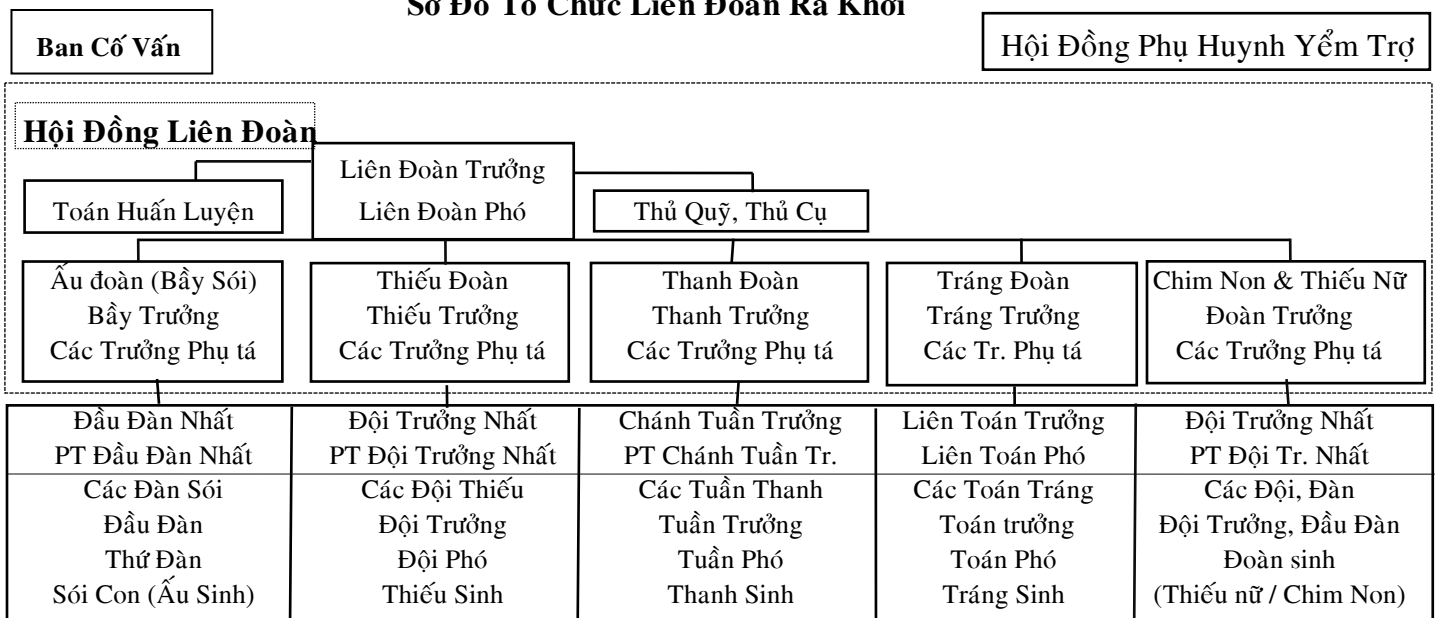 Sơ Đồ Tổ Chức Liên Đoàn Ra Khơi
Ban Cố Vấn
Hội Đồng Phụ Huynh Yểm Trợ
Hội Đồng Liên Đoàn
Liên Đoàn Trưởng
Liên Đoàn Phó
Toán Huấn Luyện
Thủ Quỹ, Thủ Cụ
Ấu đoàn (Bầy Sói)
Bầy Trưởng
Các Trưởng Phụ tá
Thiếu Đoàn
Thiếu Trưởng
Các Trưởng Phụ tá
Thanh Đoàn
Thanh Trưởng
Các Trưởng Phụ tá
Tráng Đoàn
Tráng Trưởng
Các Tr. Phụ tá
Chim Non & Thiếu Nữ
Đoàn Trưởng
Các Trưởng Phụ tá
Đầu Đàn Nhất
PT Đầu Đàn Nhất
Các Đàn Sói
Đầu Đàn
Thứ Đàn
Sói Con (Ấu Sinh)
Đội Trưởng Nhất
PT Đội Trưởng Nhất
Các Đội Thiếu
Đội Trưởng
Đội Phó
Thiếu Sinh
Chánh Tuần Trưởng
PT Chánh Tuần Tr.
Các Tuần Thanh
Tuần Trưởng
Tuần Phó
Thanh Sinh
Liên Toán Trưởng
Liên Toán Phó
Các Toán Tráng
Toán trưởng
Toán Phó
Tráng Sinh
Đội Trưởng Nhất
PT Đội Tr. Nhất
Các Đội, Đàn
Đội Trưởng, Đầu Đàn
Đoàn sinh
(Thiếu nữ / Chim Non)